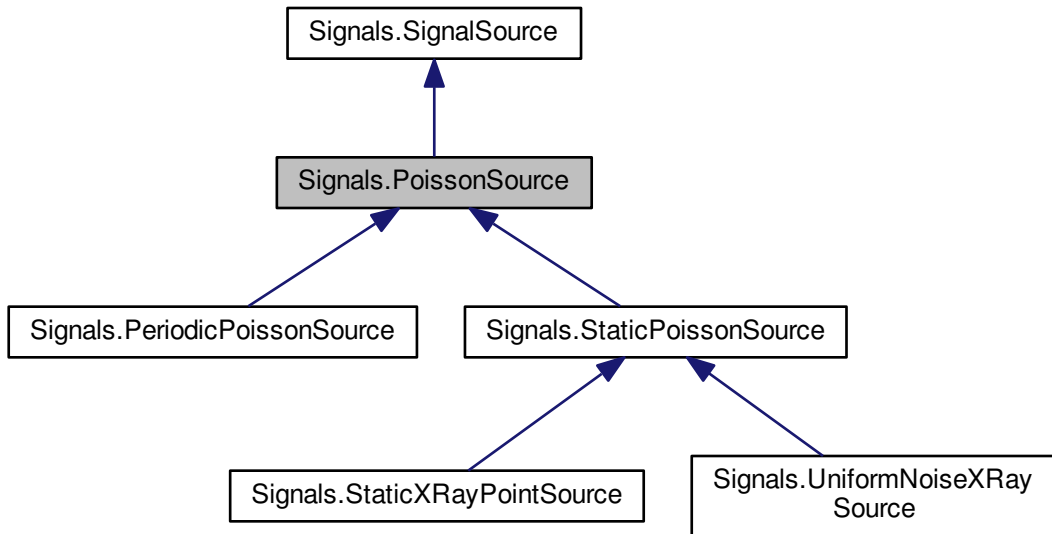 Signals.SignalSource
Signals.PoissonSource
Signals.PeriodicPoissonSource
Signals.StaticPoissonSource
Signals.StaticXRayPointSource
Signals.UniformNoiseXRay
Source